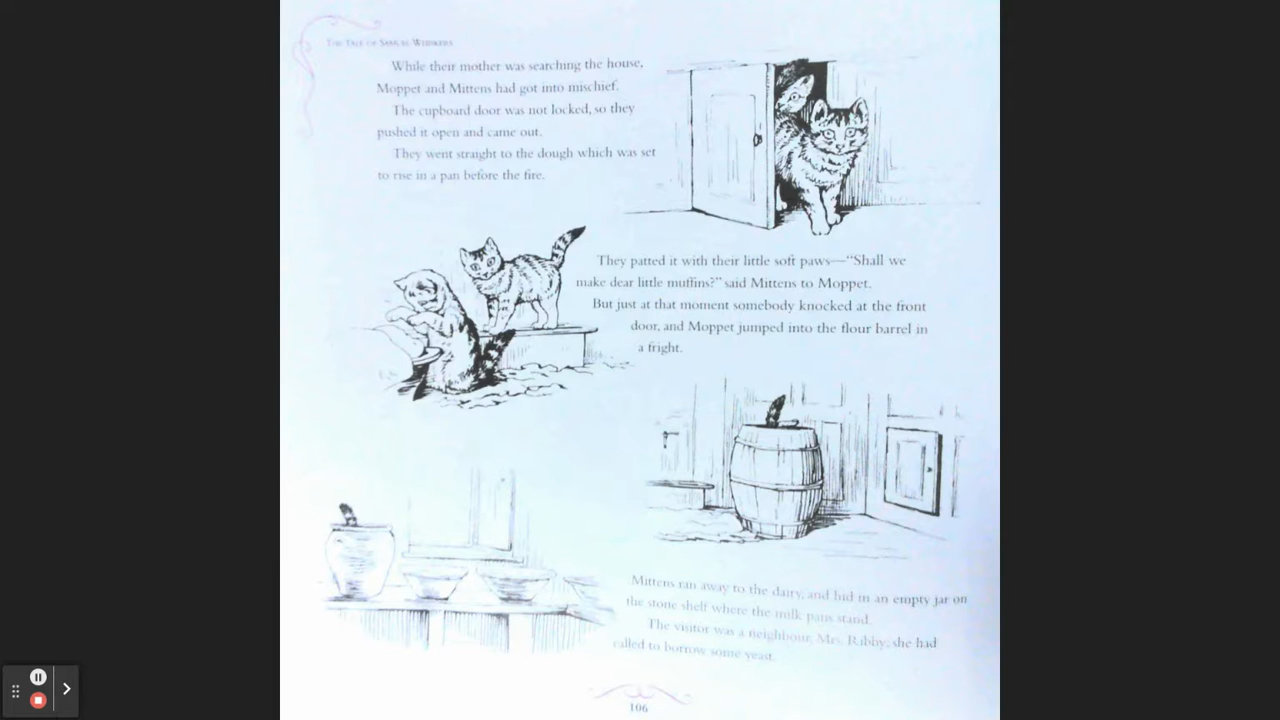 THE TALE OF SAMUEL WHISKERS
While their mother was searching the house,
Moppet and Mittens had got into mischief.
The cupboard door was not locked, so they
pushed it open and came out.
They went straight to the dough which was set
to rise in a pan before the fire.
They patted it with their little soft paws—“Shall we
make dear little muffins?” said Mittens to Moppet.
But just at that moment somebody knocked at the front
door, and Moppet jumped into the flour barrel in
a fright.
Mittens ran away to the dairy, and hid in an empty jar on
the stone shelf where the milk pans stand.
The visitor was a neighbour, Mrs. Ribby; she had
called to borrow some yeast.
106